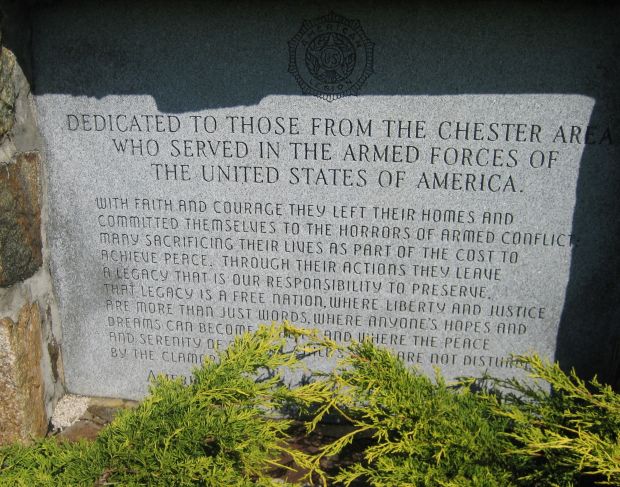 AMERICAN
US
DEDICATED TO THOSE FROM THE CHESTER AREA
WHO SERVED IN THE ARMED FORCES OF
THE UNITED STATES OF AMERICA.
WITH FAITH AND COURAGE THEY LEFT THEIR HOMES AND
COMMITTED THEMSELVES TO THE HORRORS OF ARMED CONFLICT;
MANY SACRIFICING THEIR LIVES AS PART OF THE COST TO
ACHIEVE PEACE. THROUGH THEIR ACTIONS THEY LEAVE
A LEGACY THAT IS OUR RESPONSIBILITY TO PRESERVE.
THAT LEGACY IS A FREE NATION, WHERE LIBERTY AND JUSTICE
ARE MORE THAN JUST WORDS, WHERE ANYONE'S HOPES AND
DREAMS CAN BECOME AND WHERE THE PEACE
AND SERENITY OF ARE NOT DISTURBED
BY THE